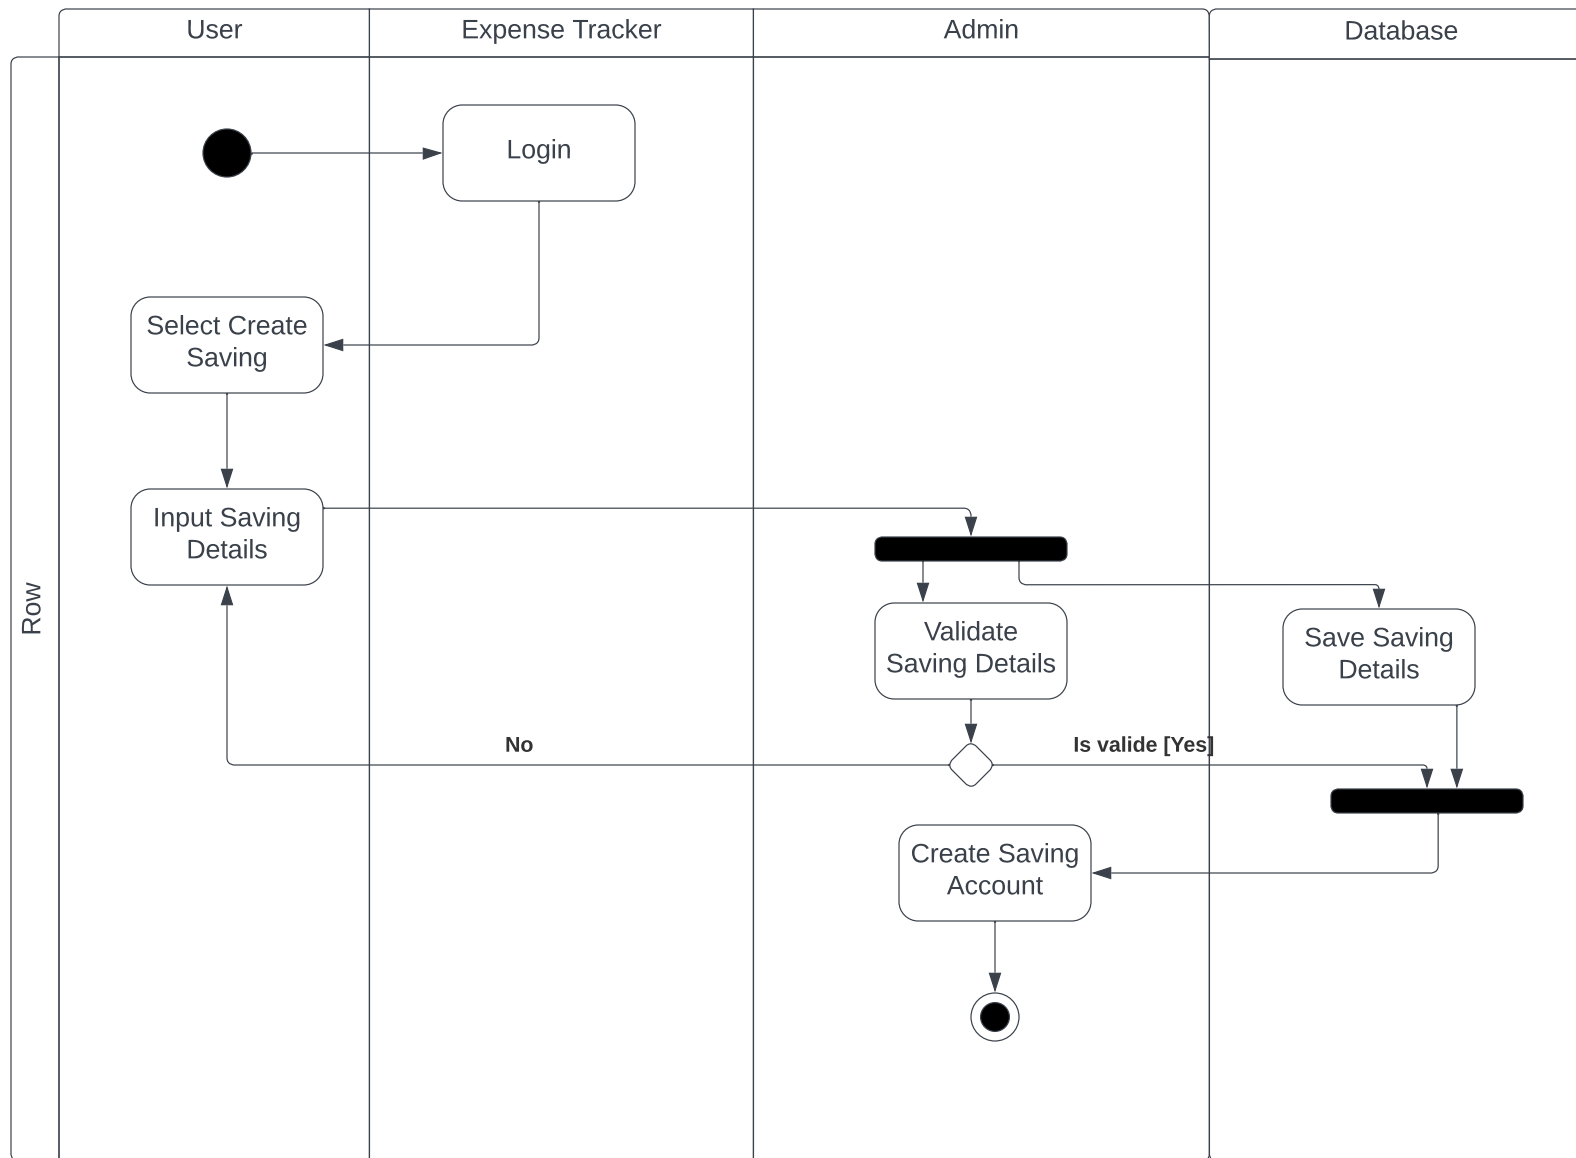 User
Expense Tracker
Admin
Database
Row
Login
Select Create
Saving
Input Saving
Details
Validate
Saving Details
Save Saving
Details
No
Is valide [Yes]
Create Saving
Account